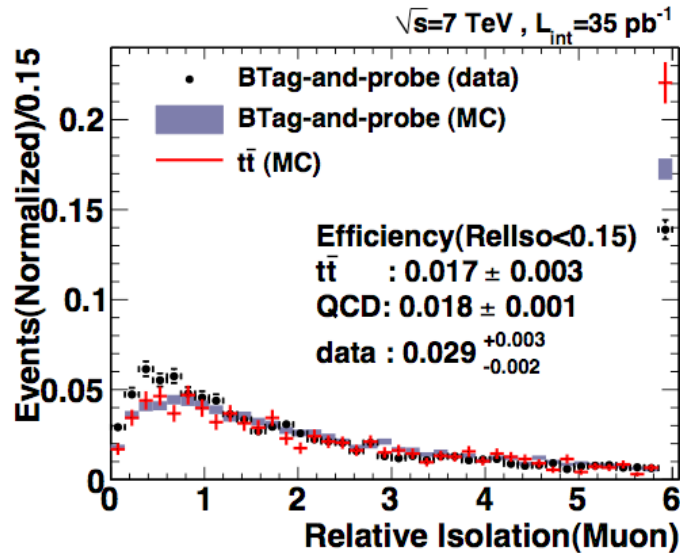 √s=7 TeV , L_int=35 pb⁻¹
Events(Normalized)/0.15
0.2
0.15
0.1
0.05
0
BTag-and-probe (data)
BTag-and-probe (MC)
tt̄ (MC)
Efficiency(RelIso<0.15)
tt̄ : 0.017 ± 0.003
QCD: 0.018 ± 0.001
data : 0.029 +0.003 -0.002
0 1 2 3 4 5 6
Relative Isolation(Muon)